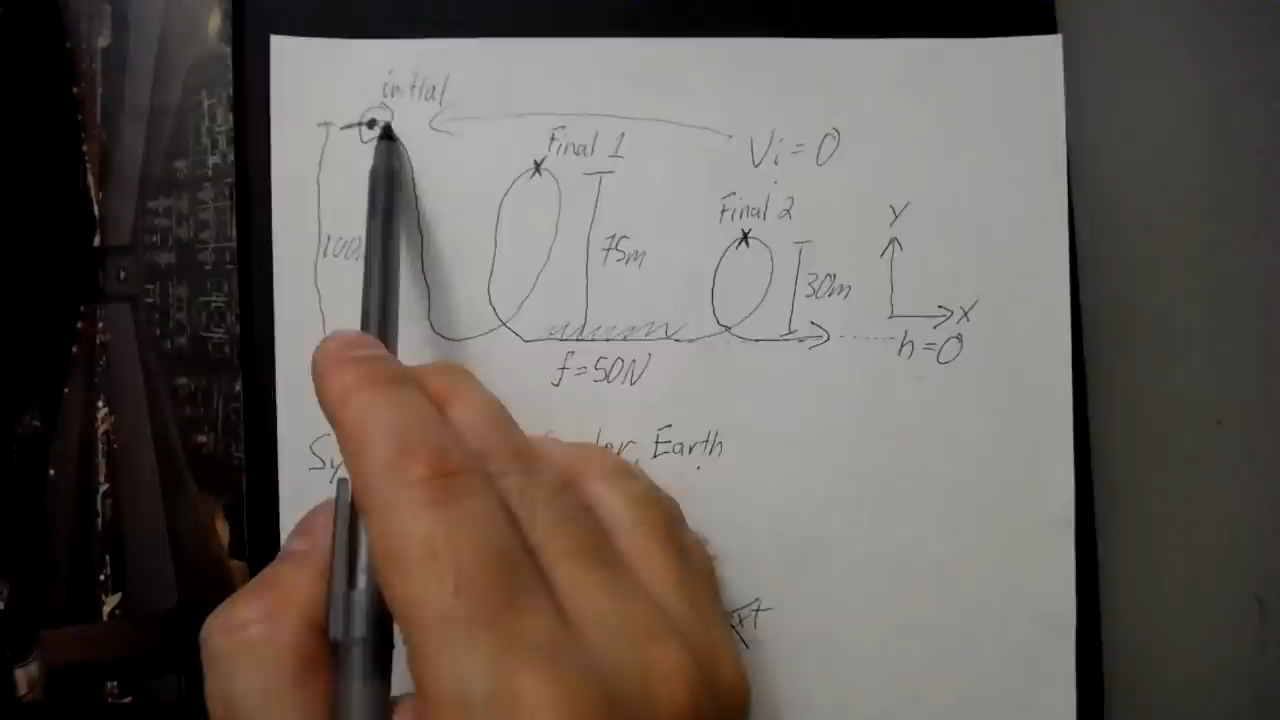 initial
Final 1
Vi = 0
Final 2
Y
75m
30m
X
h=0
f=50N
Earth